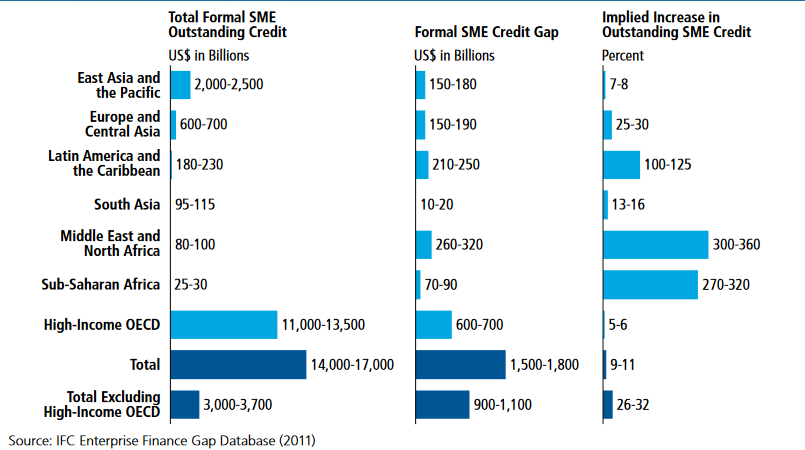 Total Formal SME
Outstanding Credit
Formal SME Credit Gap
Implied Increase in
Outstanding SME Credit
US$ in Billions
US$ in Billions
Percent
East Asia and
the Pacific
2,000-2,500
150-180
7-8
Europe and
Central Asia
600-700
150-190
25-30
Latin America and
the Caribbean
180-230
210-250
100-125
South Asia
95-115
10-20
13-16
Middle East and
North Africa
80-100
260-320
300-360
Sub-Saharan Africa
25-30
70-90
270-320
High-Income OECD
11,000-13,500
600-700
5-6
Total
14,000-17,000
1,500-1,800
9-11
Total Excluding
High-Income OECD
3,000-3,700
900-1,100
26-32
Source: IFC Enterprise Finance Gap Database (2011)